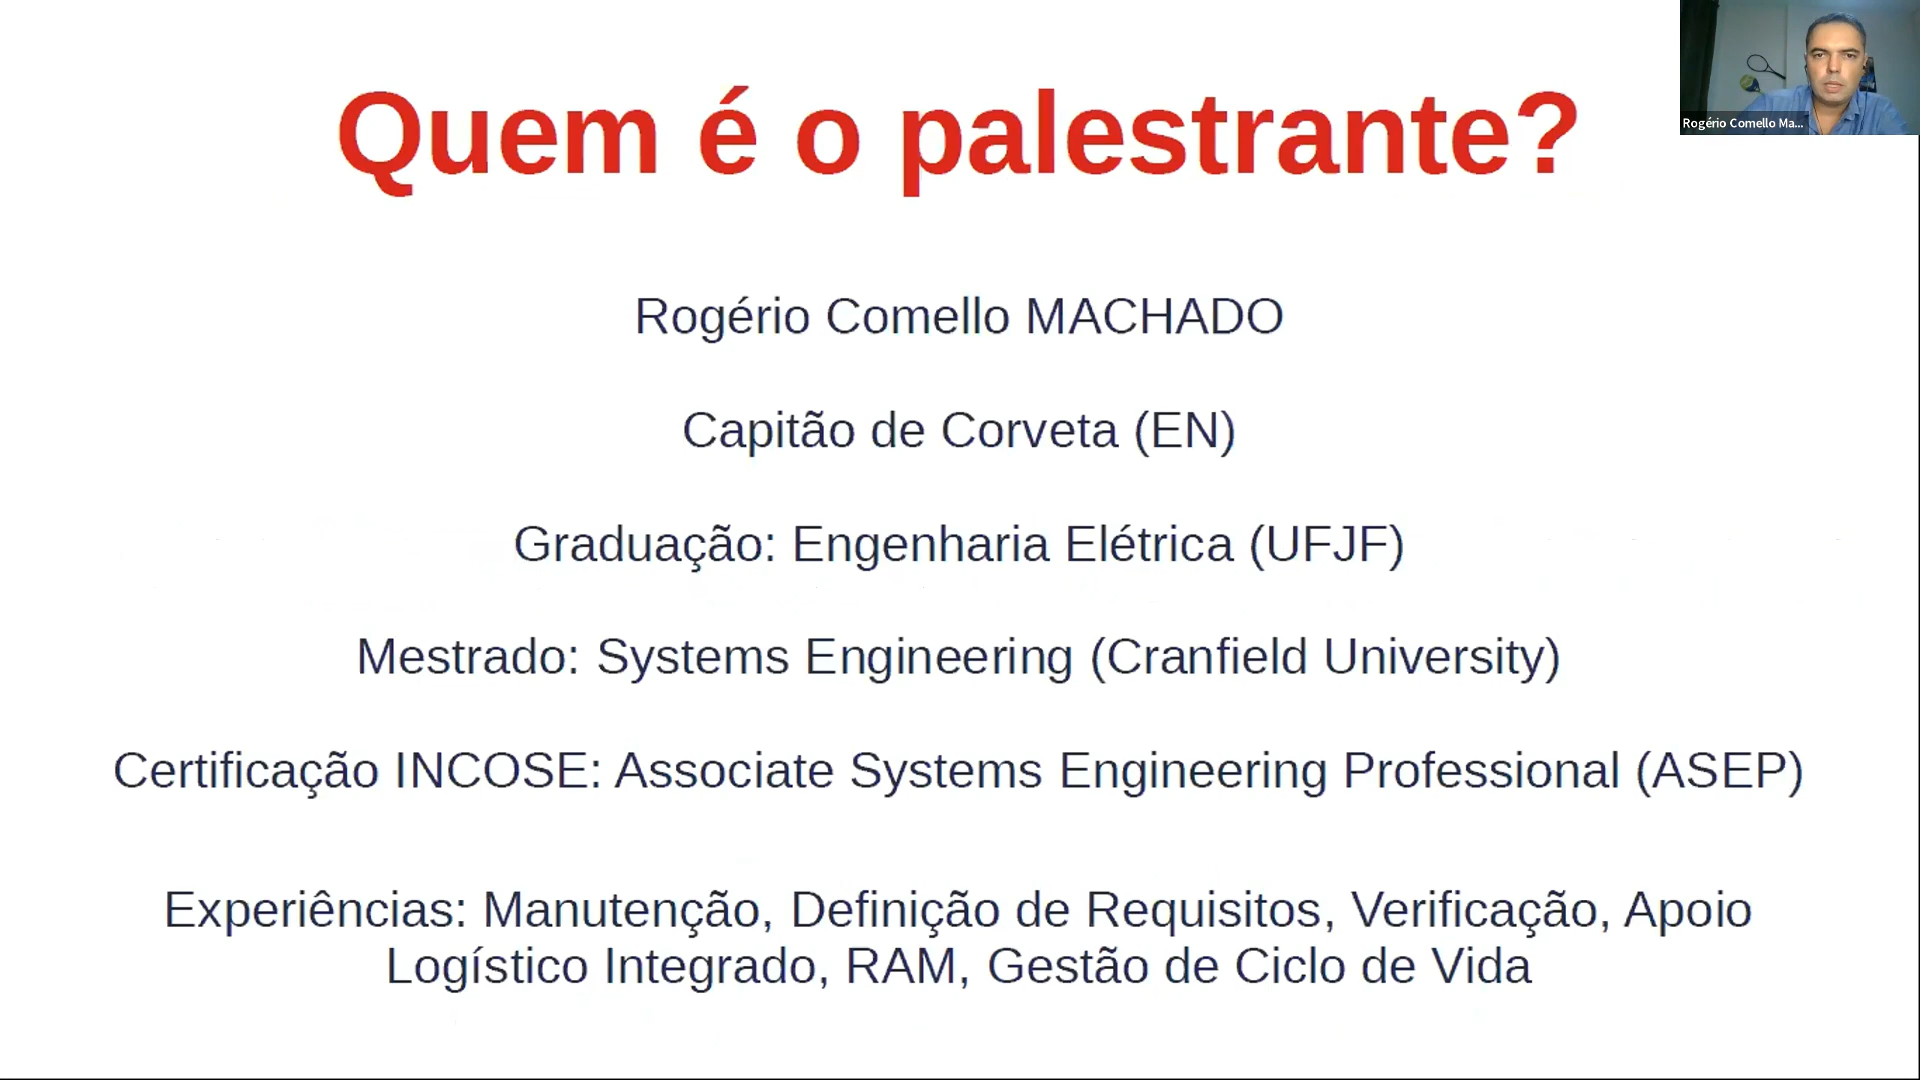 Quem é o palestrante?
Rogério Comello Ma...
Rogério Comello MACHADO
Capitão de Corveta (EN)
Graduação: Engenharia Elétrica (UFJF)
Mestrado: Systems Engineering (Cranfield University)
Certificação INCOSE: Associate Systems Engineering Professional (ASEP)
Experiências: Manutenção, Definição de Requisitos, Verificação, Apoio
Logístico Integrado, RAM, Gestão de Ciclo de Vida